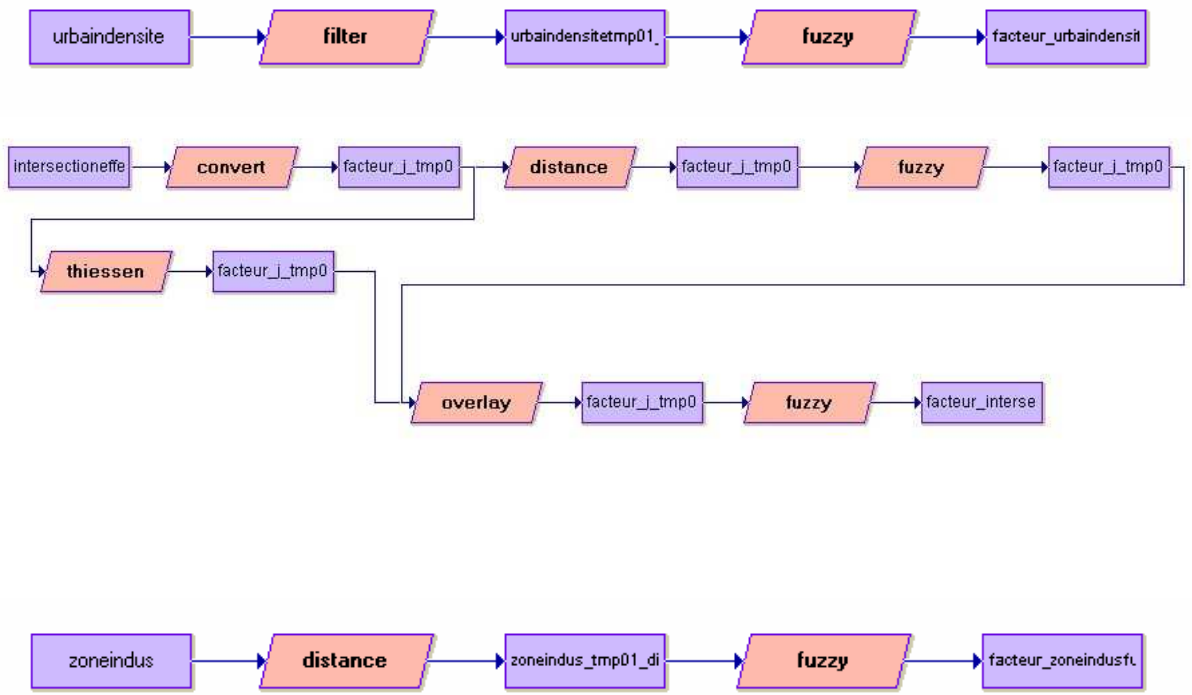 urbaindensite filter urbaindensitetmp01_ fuzzy facteur_urbaindensit
intersectioneffe convert facteur_j_tmp0 distance facteur_j_tmp0 fuzzy facteur_j_tmp0
thiessen facteur_j_tmp0
overlay facteur_j_tmp0 fuzzy facteur_interse
zoneindus distance zoneindus_tmp01_di fuzzy facteur_zoneindusfu